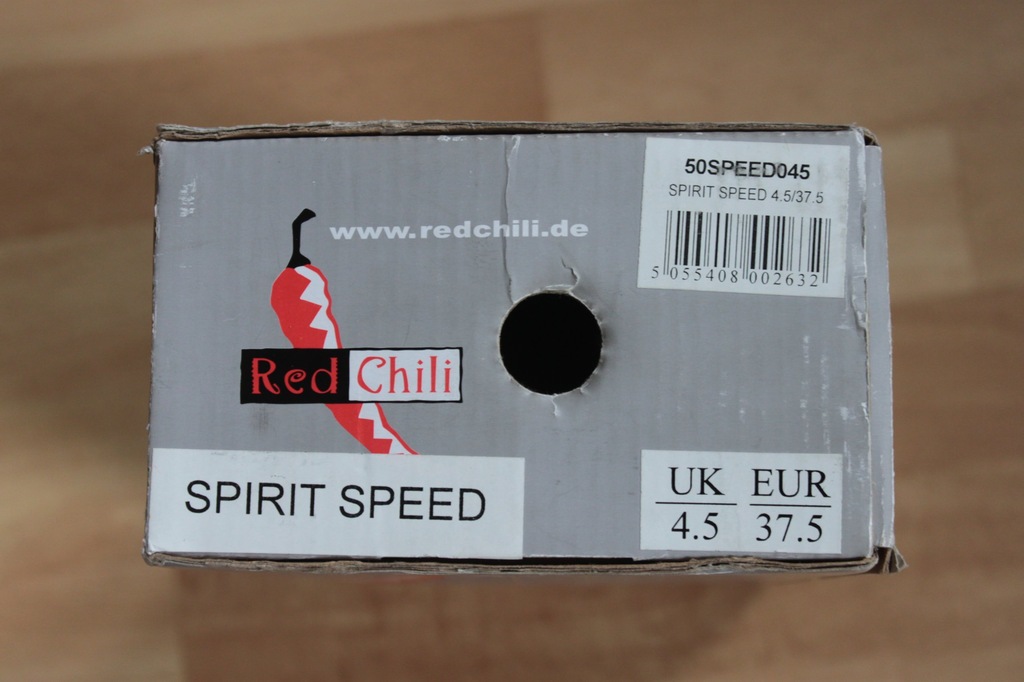 50SPEED045
SPIRIT SPEED 4.5/37.5
5 055408 002632
www.redchili.de
Red Chili
SPIRIT SPEED
UK EUR
4.5 37.5